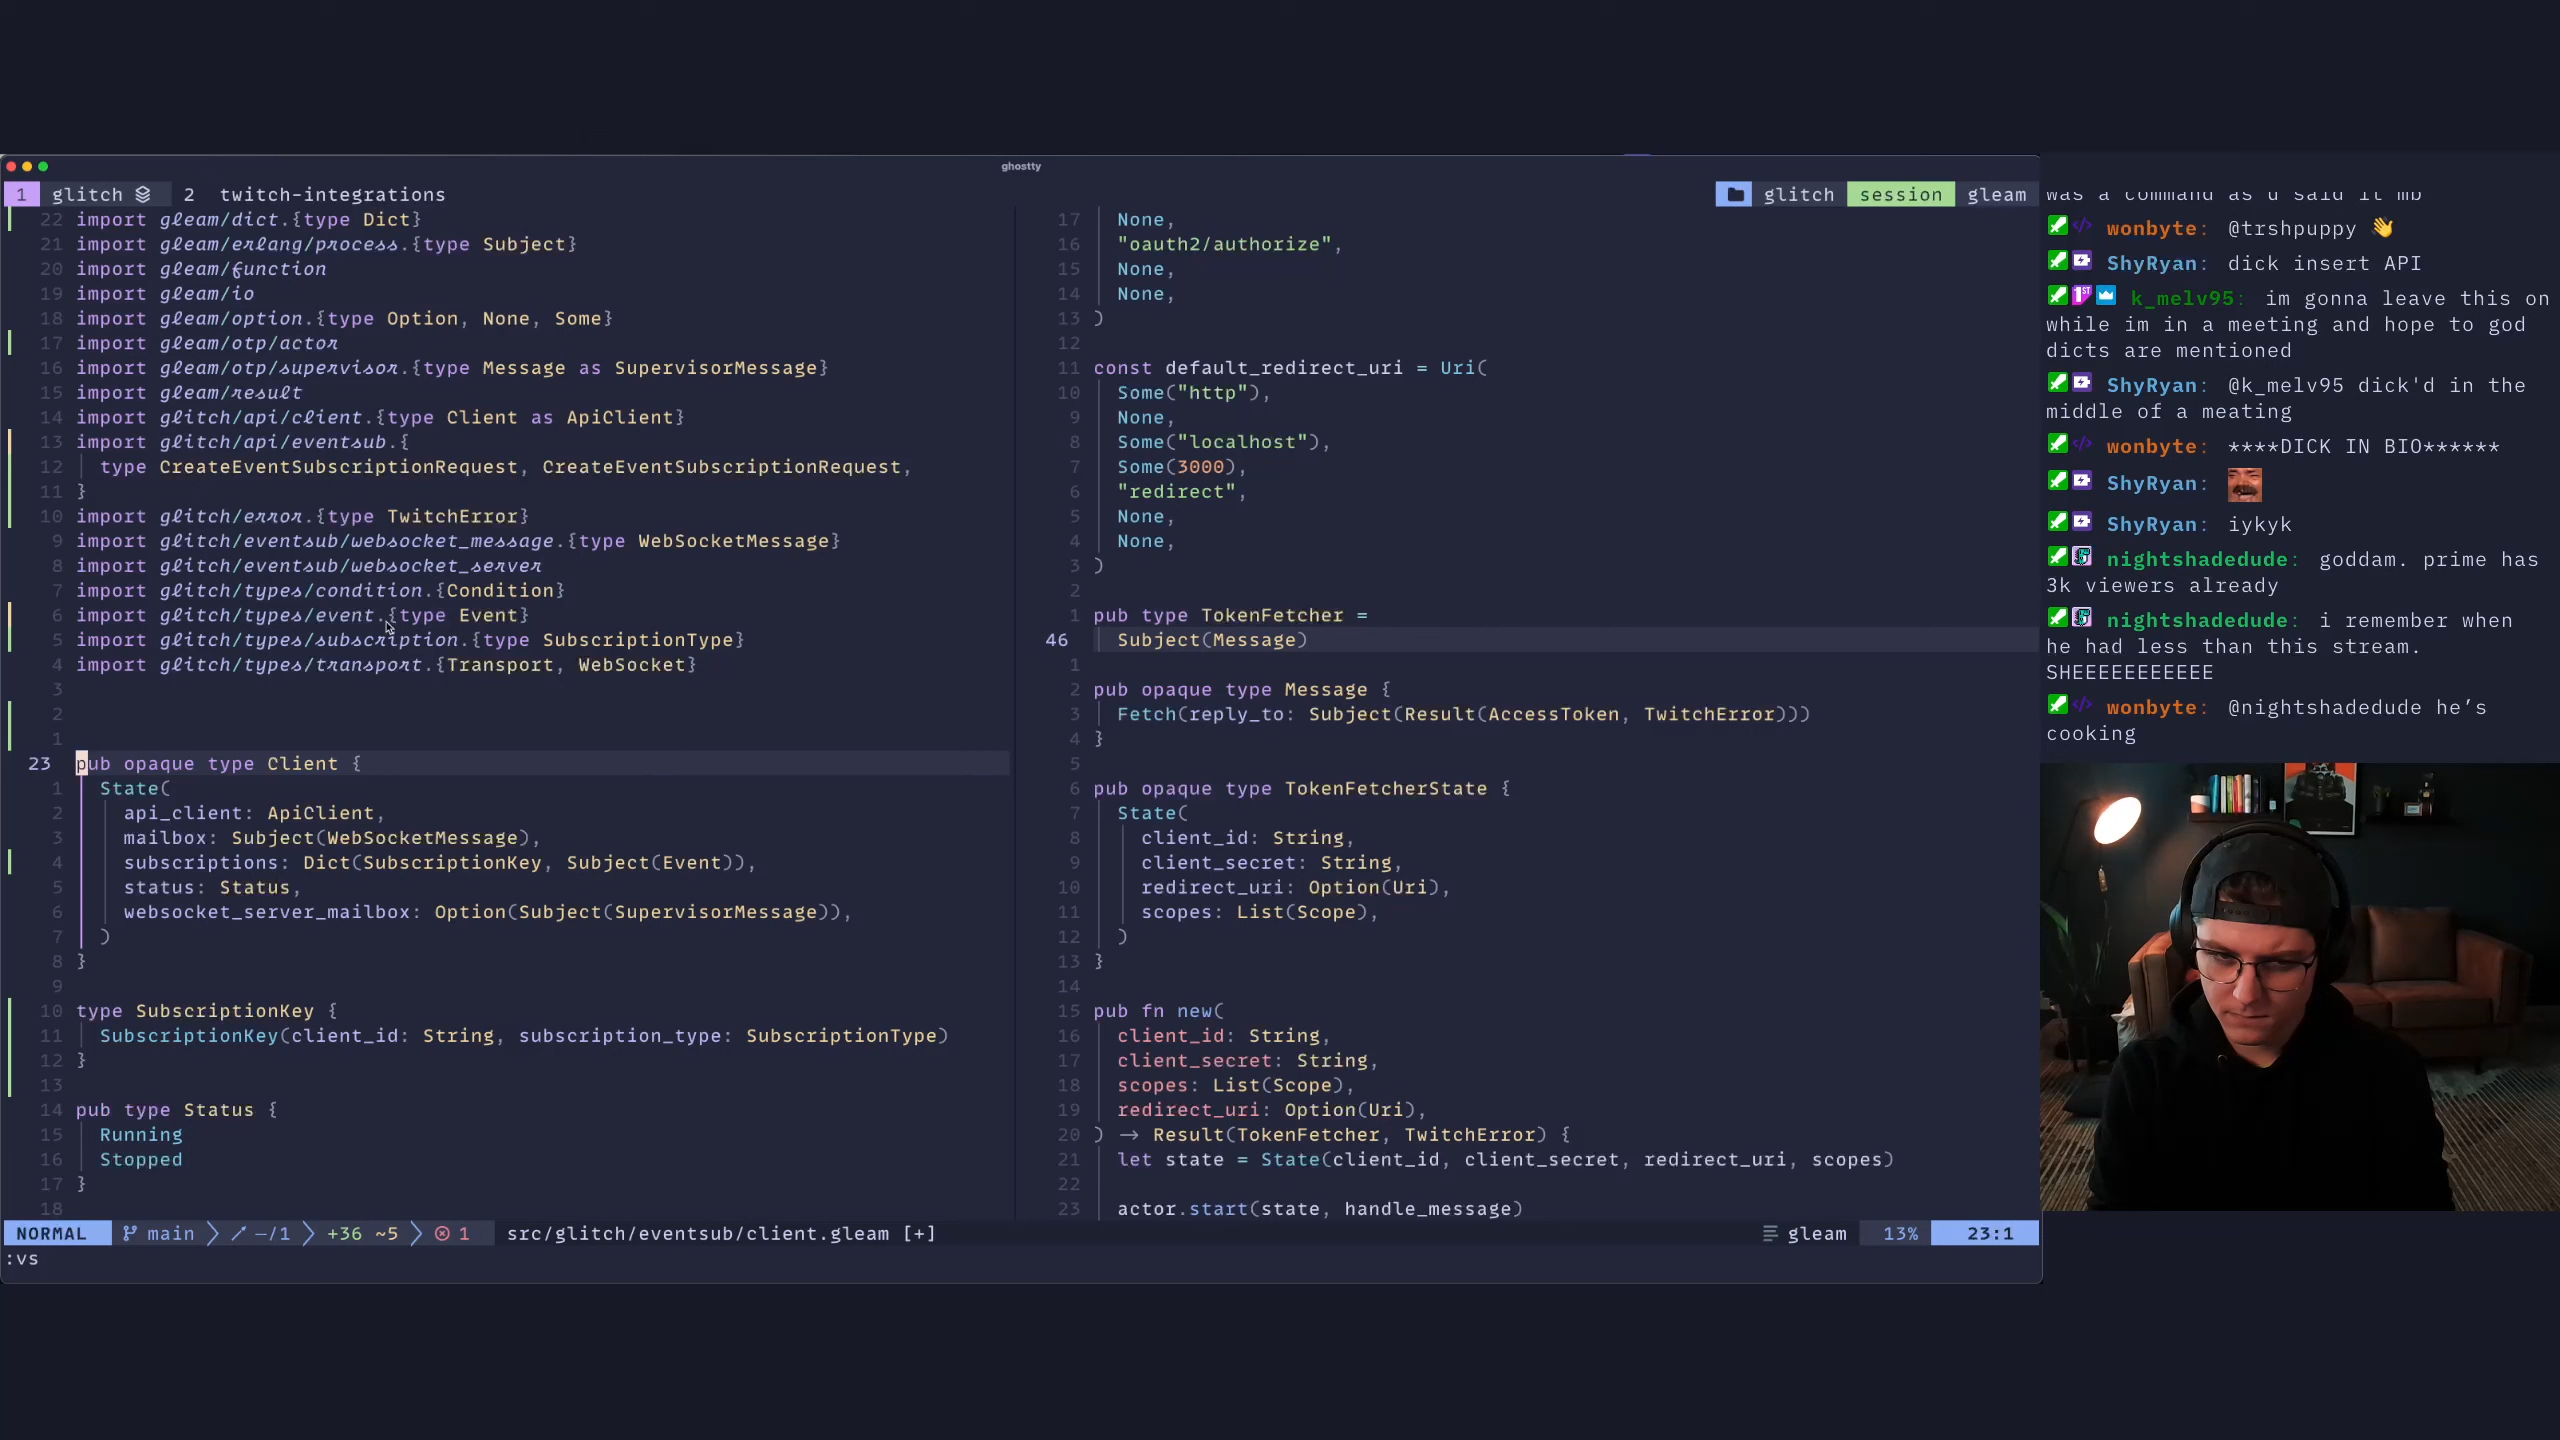 ghostty
1 glitch 2 twitch-integrations
glitch session gleam
22 import gleam/dict.{type Dict}
21 import gleam/erlang/process.{type Subject}
20 import gleam/function
19 import gleam/io
18 import gleam/option.{type Option, None, Some}
17 import gleam/otp/actor
16 import gleam/otp/supervisor.{type Message as SupervisorMessage}
15 import gleam/result
14 import glitch/api/client.{type Client as ApiClient}
13 import glitch/api/eventsub.{
12 type CreateEventSubscriptionRequest, CreateEventSubscriptionRequest,
11 }
10 import glitch/error.{type TwitchError}
9 import glitch/eventsub/websocket_message.{type WebSocketMessage}
8 import glitch/eventsub/websocket_server
7 import glitch/types/condition.{Condition}
6 import glitch/types/event.{type Event}
5 import glitch/types/subscription.{type SubscriptionType}
4 import glitch/types/transport.{Transport, WebSocket}
3
2
1
23 pub opaque type Client {
1 State(
2 api_client: ApiClient,
3 mailbox: Subject(WebSocketMessage),
4 subscriptions: Dict(SubscriptionKey, Subject(Event)),
5 status: Status,
6 websocket_server_mailbox: Option(Subject(SupervisorMessage)),
7 )
8 }
9
10 type SubscriptionKey {
11 SubscriptionKey(client_id: String, subscription_type: SubscriptionType)
12 }
13
14 pub type Status {
15 Running
16 Stopped
17 }
18
17 None,
16 "oauth2/authorize",
15 None,
14 None,
13 )
12
11 const default_redirect_uri = Uri(
10 Some("http"),
9 None,
8 Some("localhost"),
7 Some(3000),
6 "redirect",
5 None,
4 None,
3 )
2
1 pub type TokenFetcher =
46 Subject(Message)
1
2 pub opaque type Message {
3 Fetch(reply_to: Subject(Result(AccessToken, TwitchError)))
4 }
5
6 pub opaque type TokenFetcherState {
7 State(
8 client_id: String,
9 client_secret: String,
10 redirect_uri: Option(Uri),
11 scopes: List(Scope),
12 )
13 }
14
15 pub fn new(
16 client_id: String,
17 client_secret: String,
18 scopes: List(Scope),
19 redirect_uri: Option(Uri),
20 ) -> Result(TokenFetcher, TwitchError) {
21 let state = State(client_id, client_secret, redirect_uri, scopes)
22
23 actor.start(state, handle_message)
NORMAL main —/1 +36 ~5 1 src/glitch/eventsub/client.gleam [+] gleam 13% 23:1
:vs
was a command as u said it mb
wonbyte: @trshpuppy 👋
ShyRyan: dick insert API
k_melv95: im gonna leave this on
while im in a meeting and hope to god
dicts are mentioned
ShyRyan: @k_melv95 dick'd in the
middle of a meating
wonbyte: ****DICK IN BIO******
ShyRyan:
ShyRyan: iykyk
nightshadedude: goddam. prime has
3k viewers already
nightshadedude: i remember when
he had less than this stream.
SHEEEEEEEEEEE
wonbyte: @nightshadedude he's
cooking